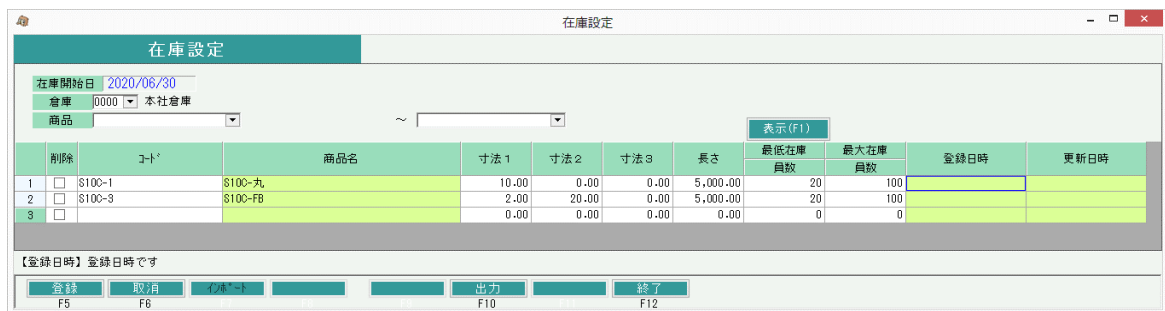 在庫設定
在庫設定
在庫開始日 2020/06/30
倉庫 0000 本社倉庫
商品 ～
表示(F1)
削除 ｺｰﾄﾞ 商品名 寸法１ 寸法２ 寸法３ 長さ 最低在庫 最大在庫 登録日時 更新日時
員数 員数
1 S10C-1 S10C-丸 10.00 0.00 0.00 5,000.00 20 100
2 S10C-3 S10C-FB 2.00 20.00 0.00 5,000.00 20 100
3 0.00 0.00 0.00 0.00 0 0
【登録日時】登録日時です
登録 取消 ｲﾝﾎﾟｰﾄ 出力 終了
F5 F6 F7 F8 F9 F10 F11 F12